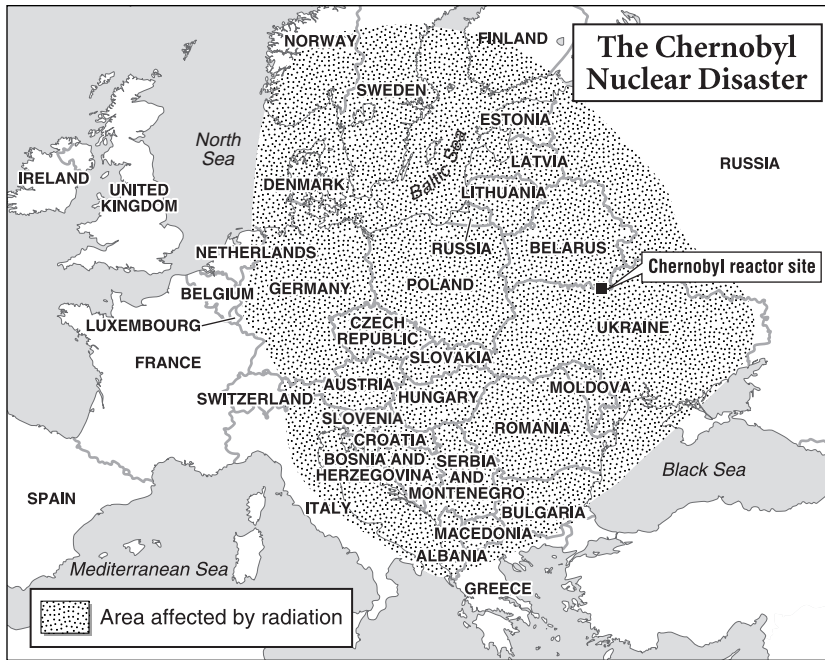 The Chernobyl
Nuclear Disaster
NORWAY
FINLAND
SWEDEN
ESTONIA
North
Sea
Baltic Sea
LATVIA
RUSSIA
IRELAND
UNITED
KINGDOM
DENMARK
LITHUANIA
NETHERLANDS
RUSSIA
BELARUS
Chernobyl reactor site
BELGIUM
GERMANY
POLAND
LUXEMBOURG
UKRAINE
CZECH
REPUBLIC
SLOVAKIA
FRANCE
AUSTRIA
MOLDOVA
SWITZERLAND
HUNGARY
SLOVENIA
ROMANIA
CROATIA
BOSNIA AND
HERZEGOVINA
SERBIA
AND
MONTENEGRO
Black Sea
SPAIN
ITALY
BULGARIA
MACEDONIA
ALBANIA
Mediterranean Sea
GREECE
Area affected by radiation